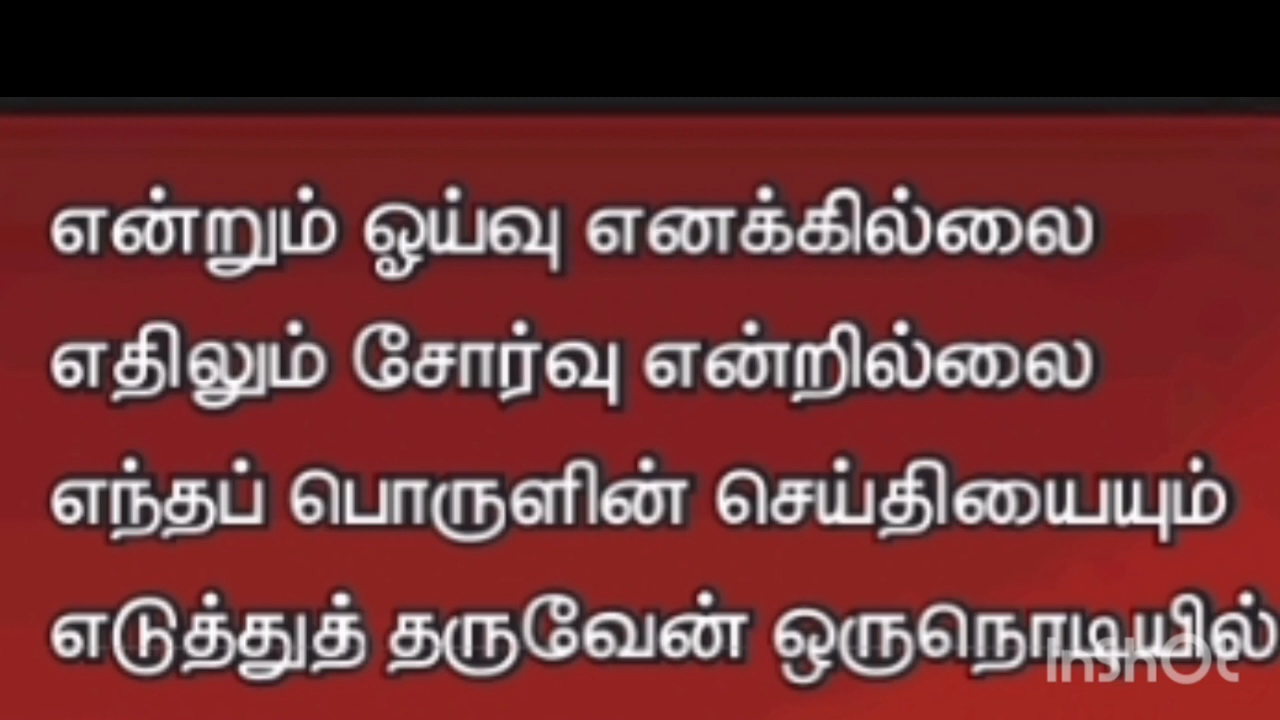 என்றும் ஓய்வு எனக்கில்லை
எதிலும் சோர்வு என்றில்லை
எந்தப் பொருளின் செய்தியையும்
எடுத்துத் தருவேன் ஒருநொடியில்
InShOt